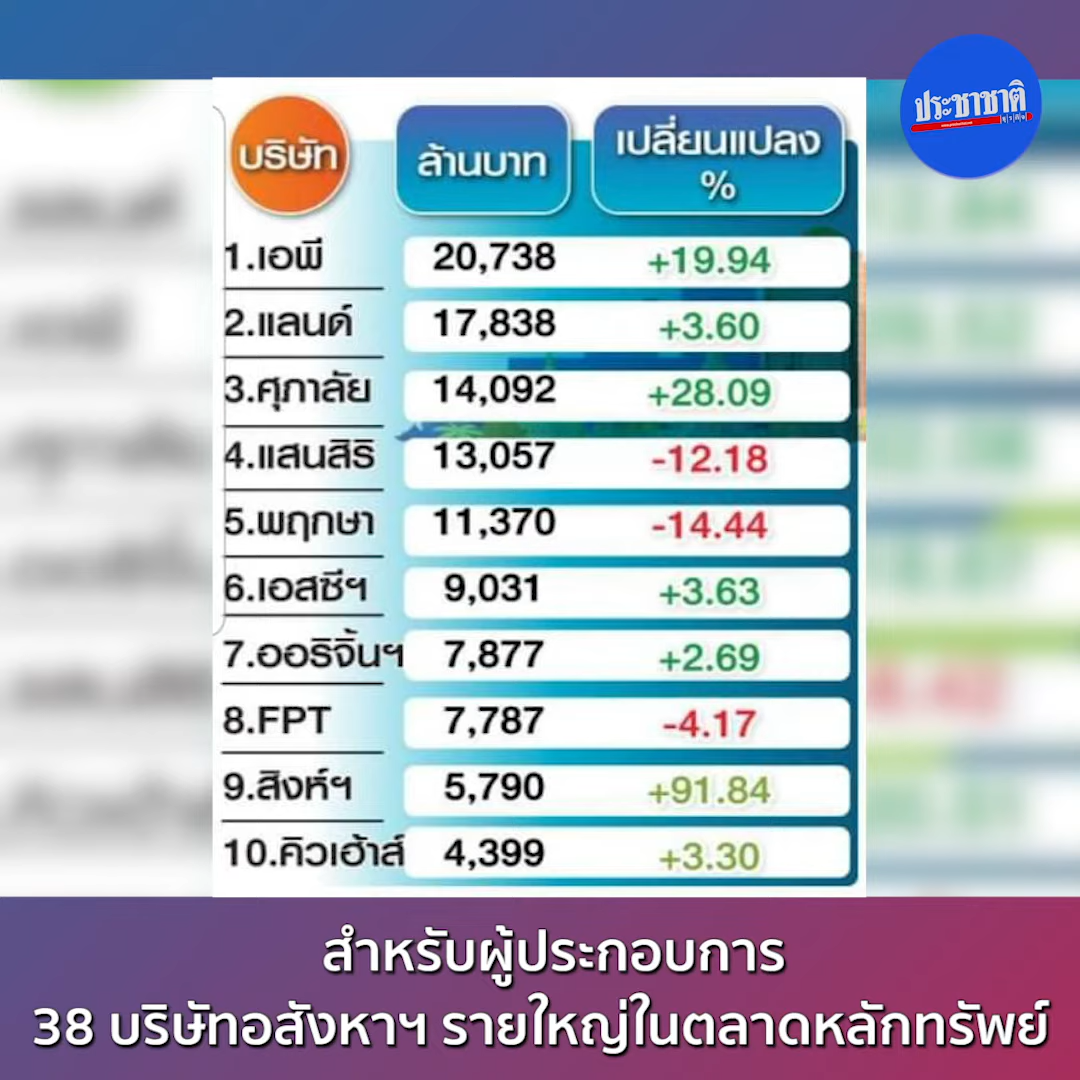 ประชาชาติ
บริษัท ล้านบาท เปลี่ยนแปลง
%
1.เอพี 20,738 +19.94
2.แลนด์ 17,838 +3.60
3.ศุภาลัย 14,092 +28.09
4.แสนสิริ 13,057 -12.18
5.พฤกษา 11,370 -14.44
6.เอสซีฯ 9,031 +3.63
7.ออริจิ้นฯ 7,877 +2.69
8.FPT 7,787 -4.17
9.สิงห์ฯ 5,790 +91.84
10.คิวเฮ้าส์ 4,399 +3.30
สำหรับผู้ประกอบการ
38 บริษัทอสังหาฯ รายใหญ่ในตลาดหลักทรัพย์